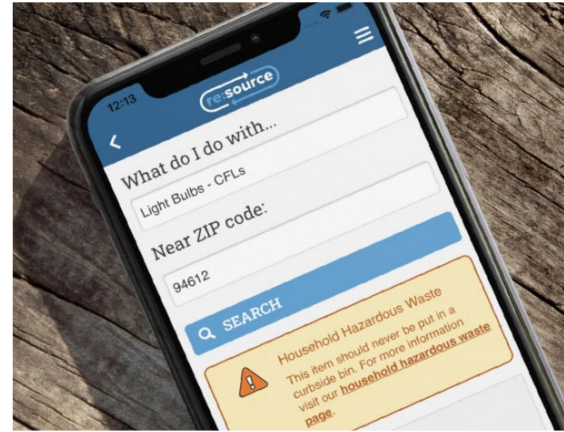 12:13
re:source
What do I do with...
Light Bulbs - CFLs
Near ZIP code:
94612
SEARCH
Household Hazardous Waste
This item should never be put in a
curbside bin. For more information
visit our household hazardous waste
page.